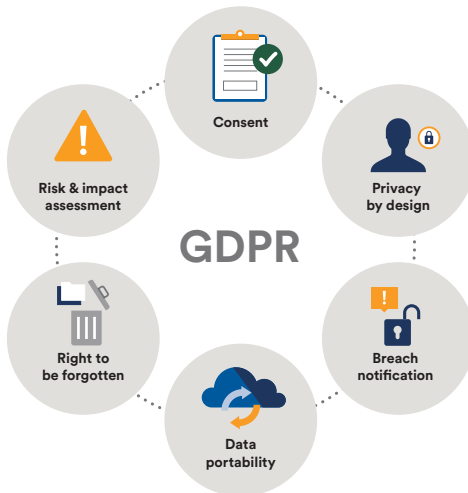 Consent
Risk & impact
assessment
Privacy
by design
GDPR
Right to
be forgotten
Breach
notification
Data
portability